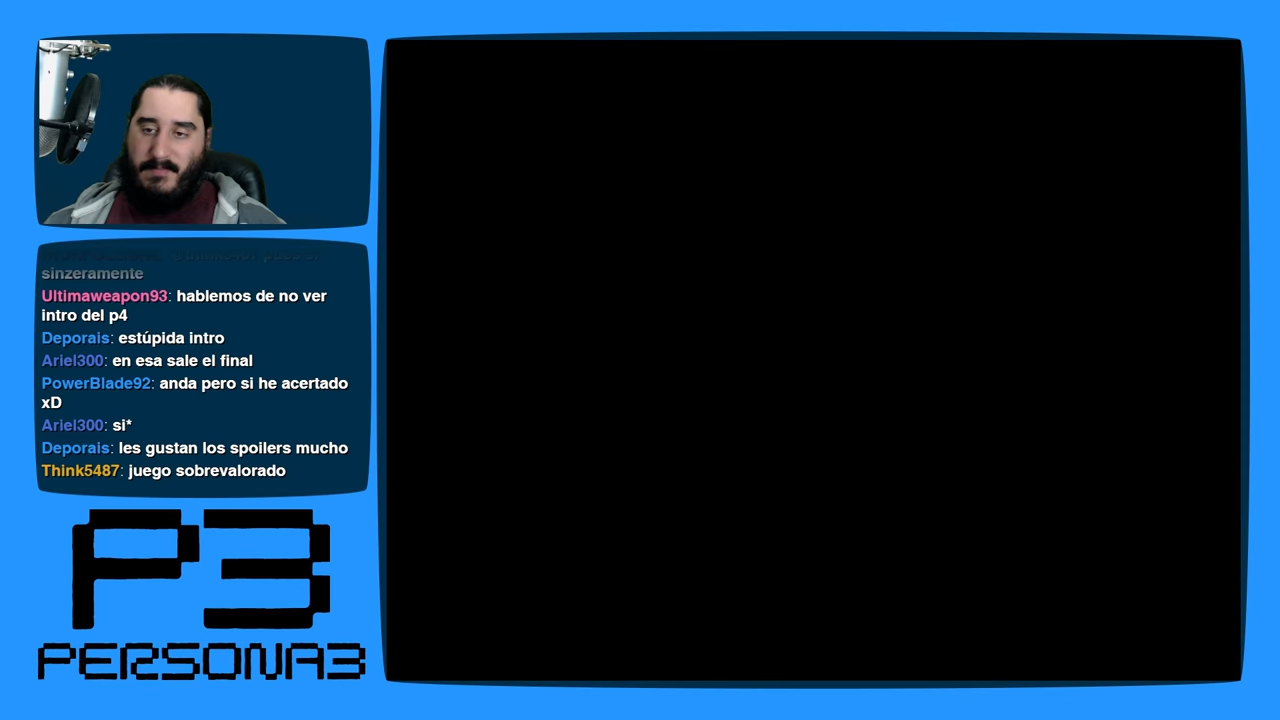 sinzeramente
Ultimaweapon93: hablemos de no ver
intro del p4
Deporais: estúpida intro
Ariel300: en esa sale el final
PowerBlade92: anda pero si he acertado
xD
Ariel300: si*
Deporais: les gustan los spoilers mucho
Think5487: juego sobrevalorado
P3
PERSONA3